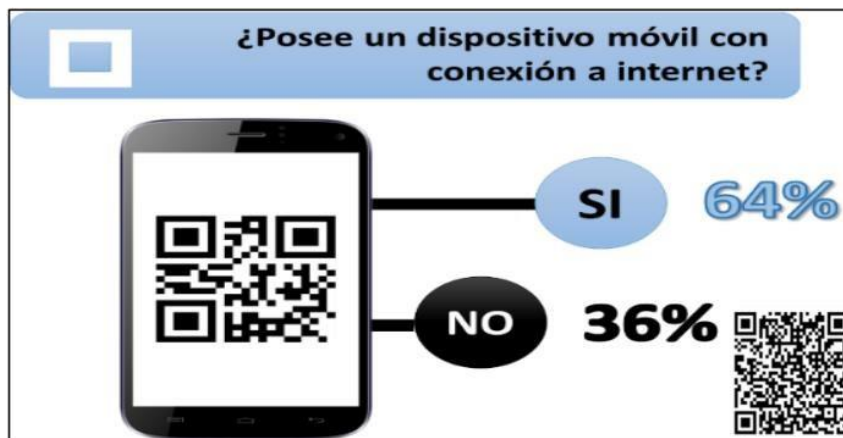 ¿Posee un dispositivo móvil con
conexión a internet?
SI 64%
NO 36%